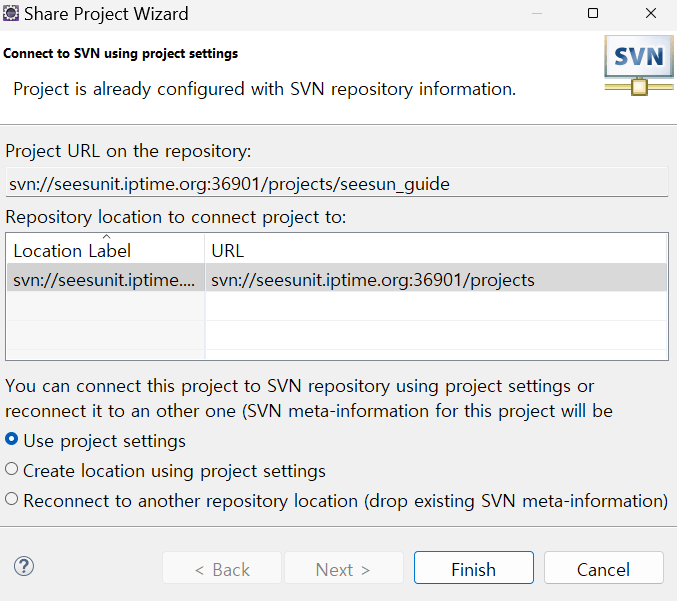 Share Project Wizard
Connect to SVN using project settings
Project is already configured with SVN repository information.
SVN
Project URL on the repository:
svn://seesunit.iptime.org:36901/projects/seesun_guide
Repository location to connect project to:
Location Label URL
svn://seesunit.iptime.... svn://seesunit.iptime.org:36901/projects
You can connect this project to SVN repository using project settings or
reconnect it to an other one (SVN meta-information for this project will be
Use project settings
Create location using project settings
Reconnect to another repository location (drop existing SVN meta-information)
? < Back Next > Finish Cancel